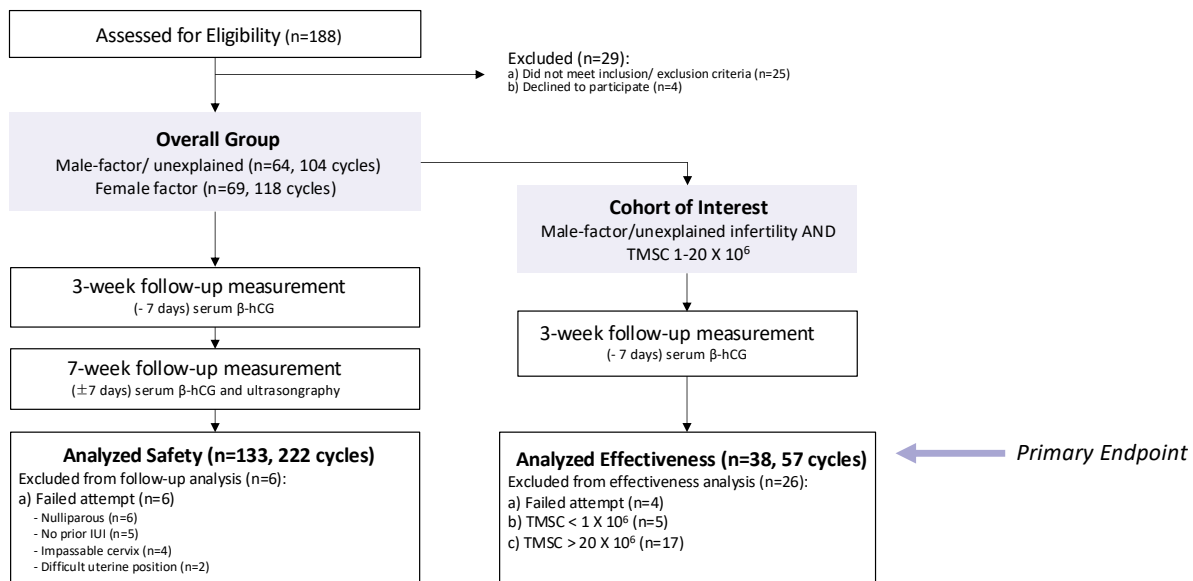 Assessed for Eligibility (n=188)
Excluded (n=29):
a) Did not meet inclusion/ exclusion criteria (n=25)
b) Declined to participate (n=4)
Overall Group
Male-factor/ unexplained (n=64, 104 cycles)
Female factor (n=69, 118 cycles)
Cohort of Interest
Male-factor/unexplained infertility AND
TMSC 1-20 X 10⁶
3-week follow-up measurement
(- 7 days) serum β-hCG
3-week follow-up measurement
(- 7 days) serum β-hCG
7-week follow-up measurement
(±7 days) serum β-hCG and ultrasongraphy
Analyzed Safety (n=133, 222 cycles)
Excluded from follow-up analysis (n=6):
a) Failed attempt (n=6)
- Nulliparous (n=6)
- No prior IUI (n=5)
- Impassable cervix (n=4)
- Difficult uterine position (n=2)
Analyzed Effectiveness (n=38, 57 cycles)
Excluded from effectiveness analysis (n=26):
a) Failed attempt (n=4)
b) TMSC < 1 X 10⁶ (n=5)
c) TMSC > 20 X 10⁶ (n=17)
Primary Endpoint